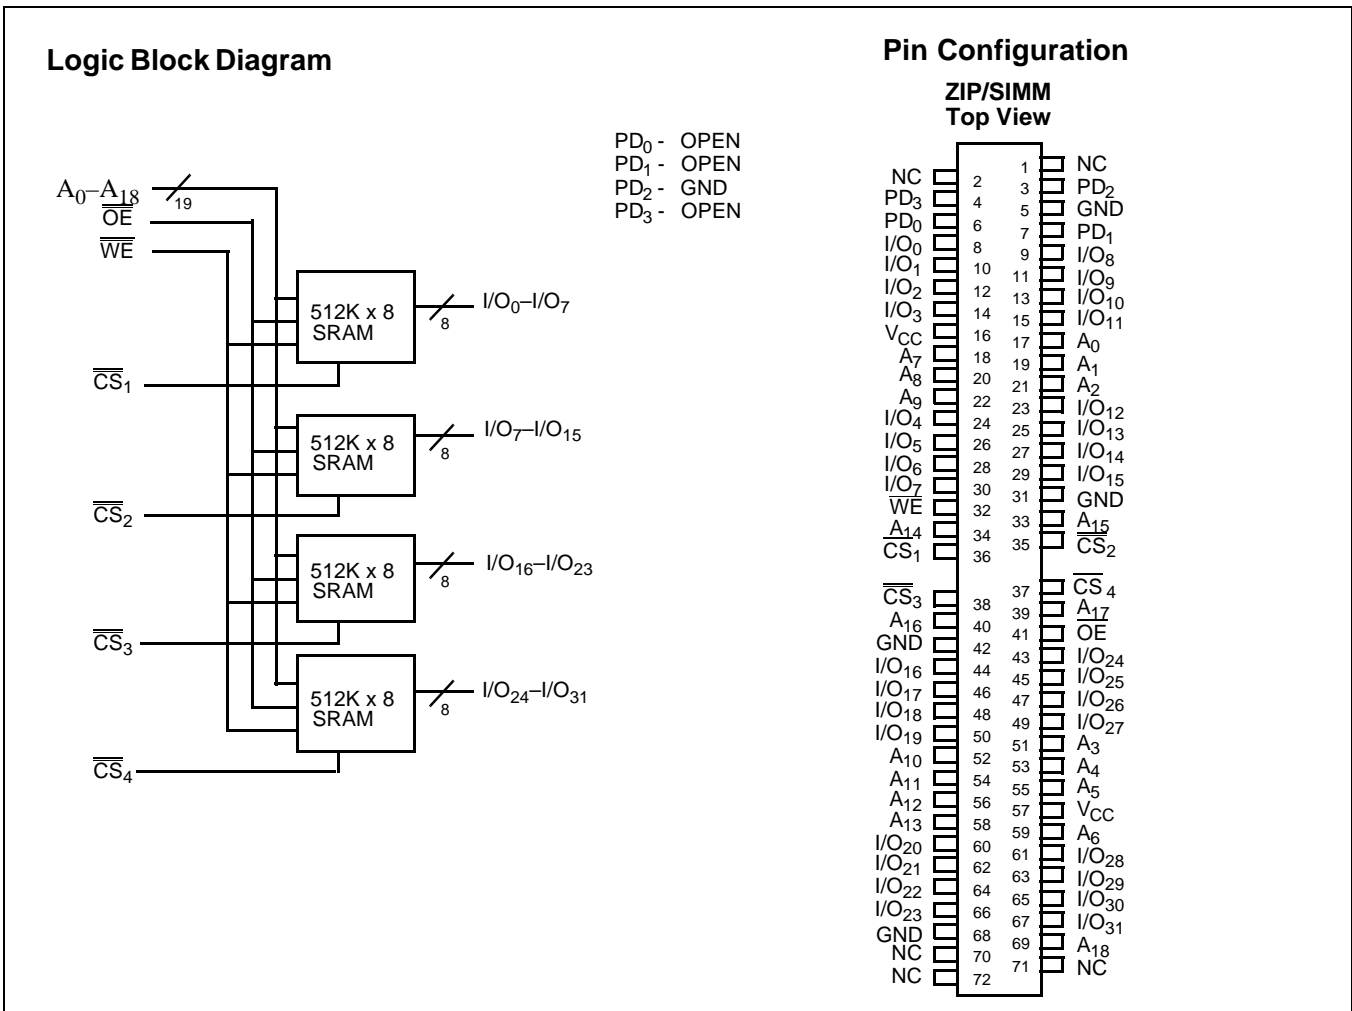 Logic Block Diagram
A0–A18
19
OE
WE
512K x 8
SRAM
I/O0–I/O7
8
CS1
512K x 8
SRAM
I/O7–I/O15
8
CS2
512K x 8
SRAM
I/O16–I/O23
8
CS3
512K x 8
SRAM
I/O24–I/O31
8
CS4
PD0 - OPEN
PD1 - OPEN
PD2 - GND
PD3 - OPEN
Pin Configuration
ZIP/SIMM
Top View
1 NC
NC 2
3 PD2
PD3 4
5 GND
PD0 6
7 PD1
I/O0 8
9 I/O8
I/O1 10
11 I/O9
I/O2 12
13 I/O10
I/O3 14
15 I/O11
VCC 16
17 A0
A7 18
19 A1
A8 20
21 A2
A9 22
23 I/O12
I/O4 24
25 I/O13
I/O5 26
27 I/O14
I/O6 28
29 I/O15
I/O7 30
31 GND
WE 32
33 A15
A14 34
35 CS2
CS1 36
37 CS4
CS3 38
39 A17
A16 40
41 OE
GND 42
43 I/O24
I/O16 44
45 I/O25
I/O17 46
47 I/O26
I/O18 48
49 I/O27
I/O19 50
51 A3
A10 52
53 A4
A11 54
55 A5
A12 56
57 VCC
A13 58
59 A6
I/O20 60
61 I/O28
I/O21 62
63 I/O29
I/O22 64
65 I/O30
I/O23 66
67 I/O31
GND 68
69 A18
NC 70
71 NC
NC 72